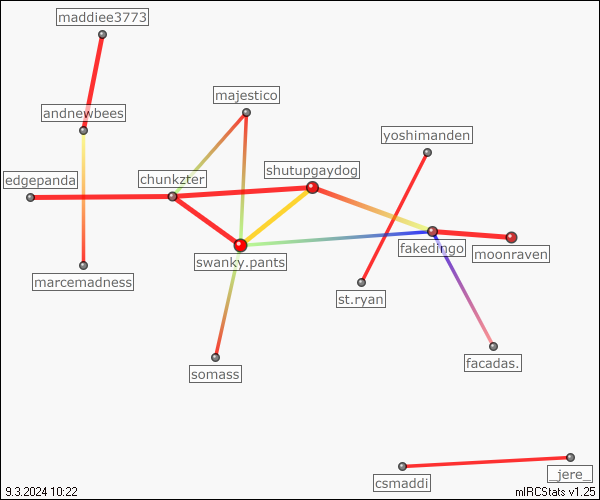 maddiee3773
majestico
andnewbees
yoshimanden
shutupgaydog
edgepanda
chunkzter
fakedingo
moonraven
swanky.pants
marcemadness
st.ryan
facadas.
somass
_jere_
csmaddi
9.3.2024 10:22
mIRCStats v1.25